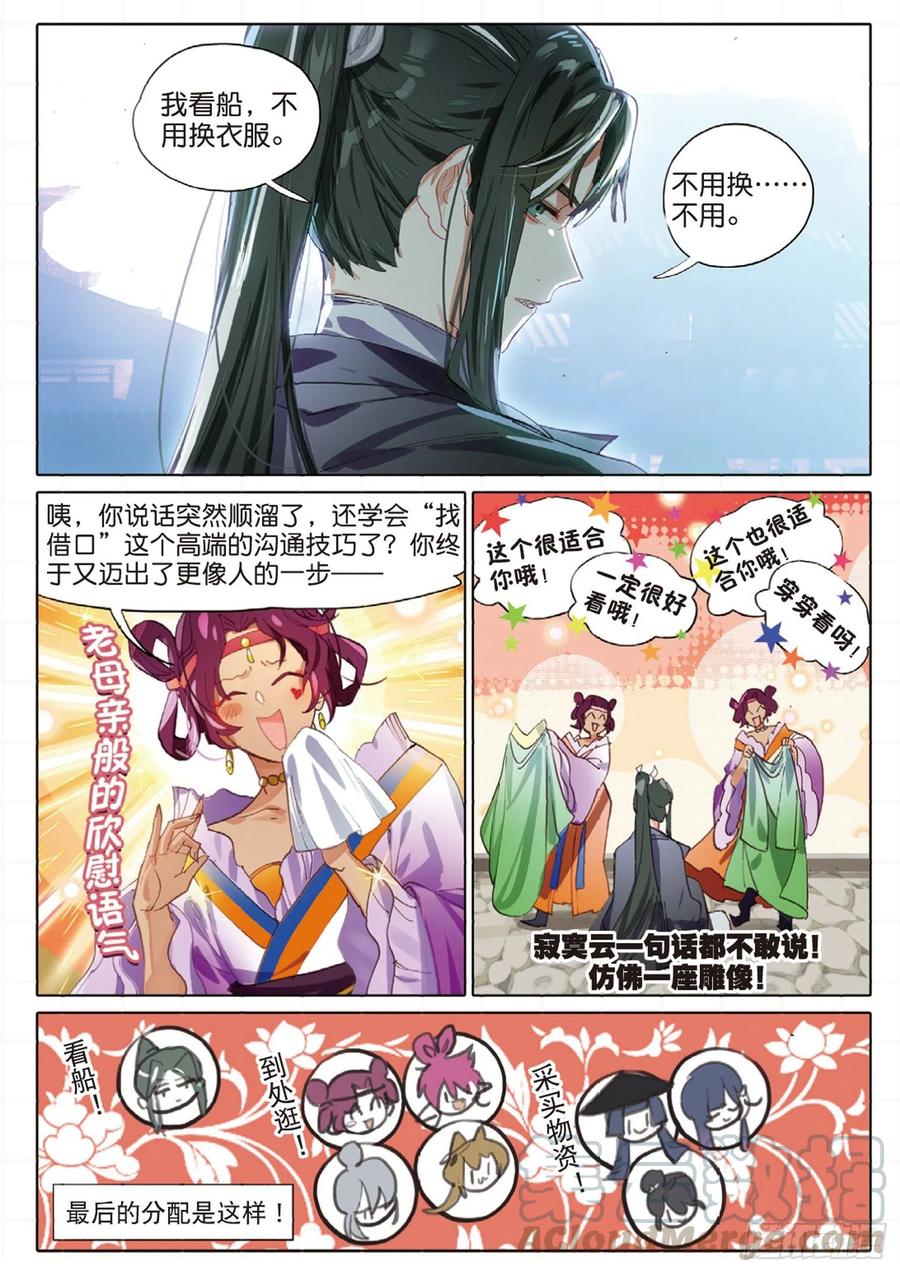 我看船，不
用换衣服。
不用换……
不用。
咦，你说话突然顺溜了，还学会“找
借口”这个高端的沟通技巧了？你终
于又迈出了更像人的一步——
老母亲般的欣慰语气
这个很适合
你哦！
一定很好
看哦！
这个也很适
合你哦！
穿穿看呀！
寂寞云一句话都不敢说！
仿佛一座雕像！
看船！
到处逛！
采买物资！
最后的分配是这样！
AcloudMerge.com